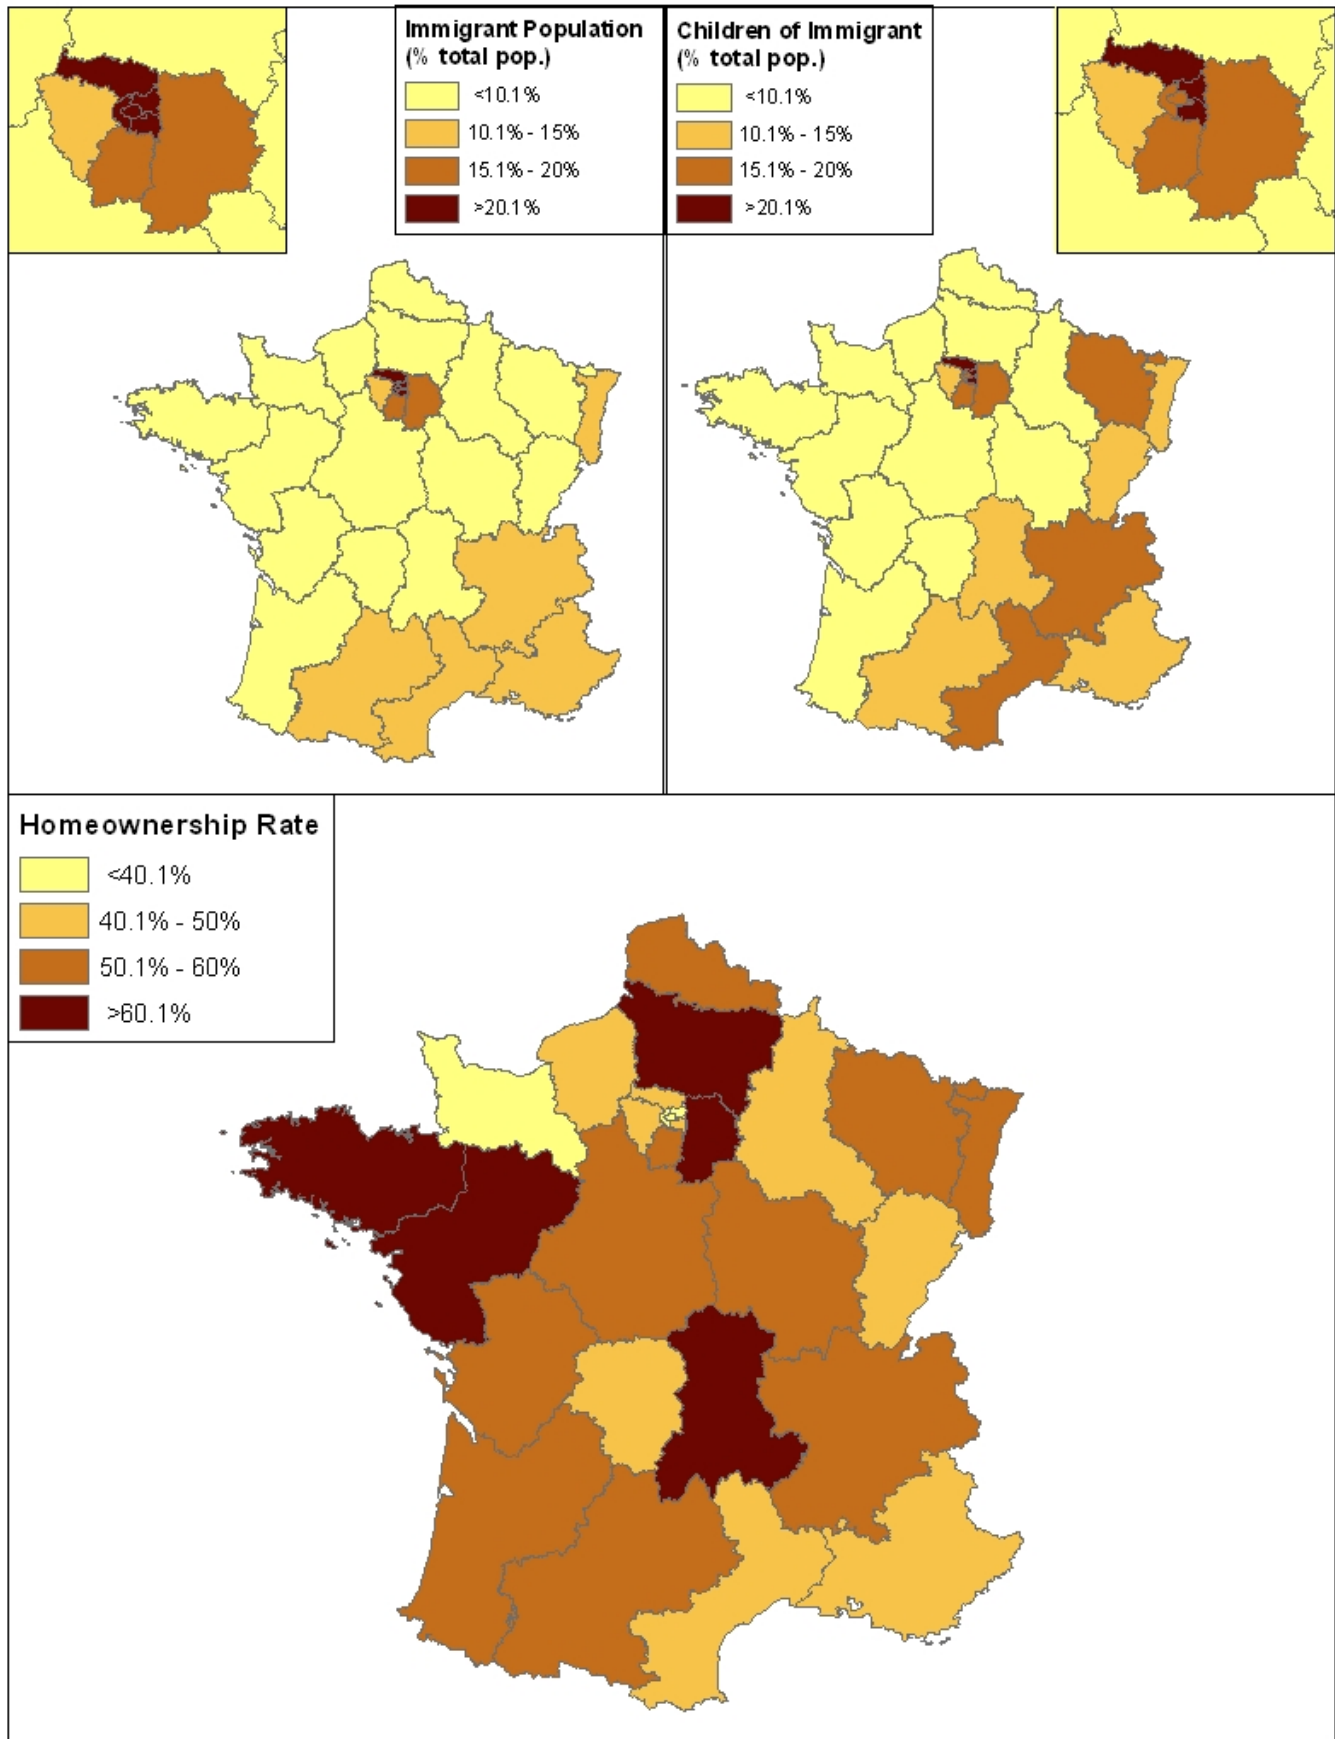 Immigrant Population
(% total pop.)
<10.1%
10.1% - 15%
15.1% - 20%
>20.1%
Children of Immigrant
(% total pop.)
<10.1%
10.1% - 15%
15.1% - 20%
>20.1%
Homeownership Rate
<40.1%
40.1% - 50%
50.1% - 60%
>60.1%